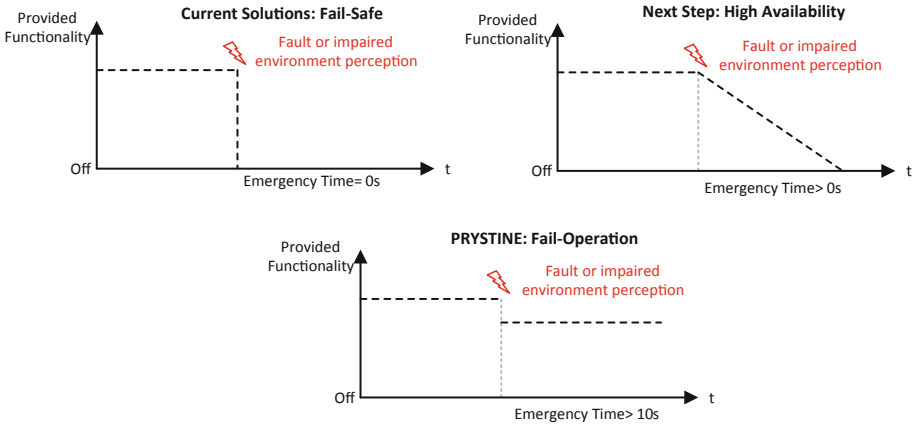 Current Solutions: Fail-Safe
Provided
Functionality
Fault or impaired
environment perception
Off
t
Emergency Time= 0s
Next Step: High Availability
Provided
Functionality
Fault or impaired
environment perception
Off
t
Emergency Time> 0s
PRYSTINE: Fail-Operation
Provided
Functionality
Fault or impaired
environment perception
Off
t
Emergency Time> 10s